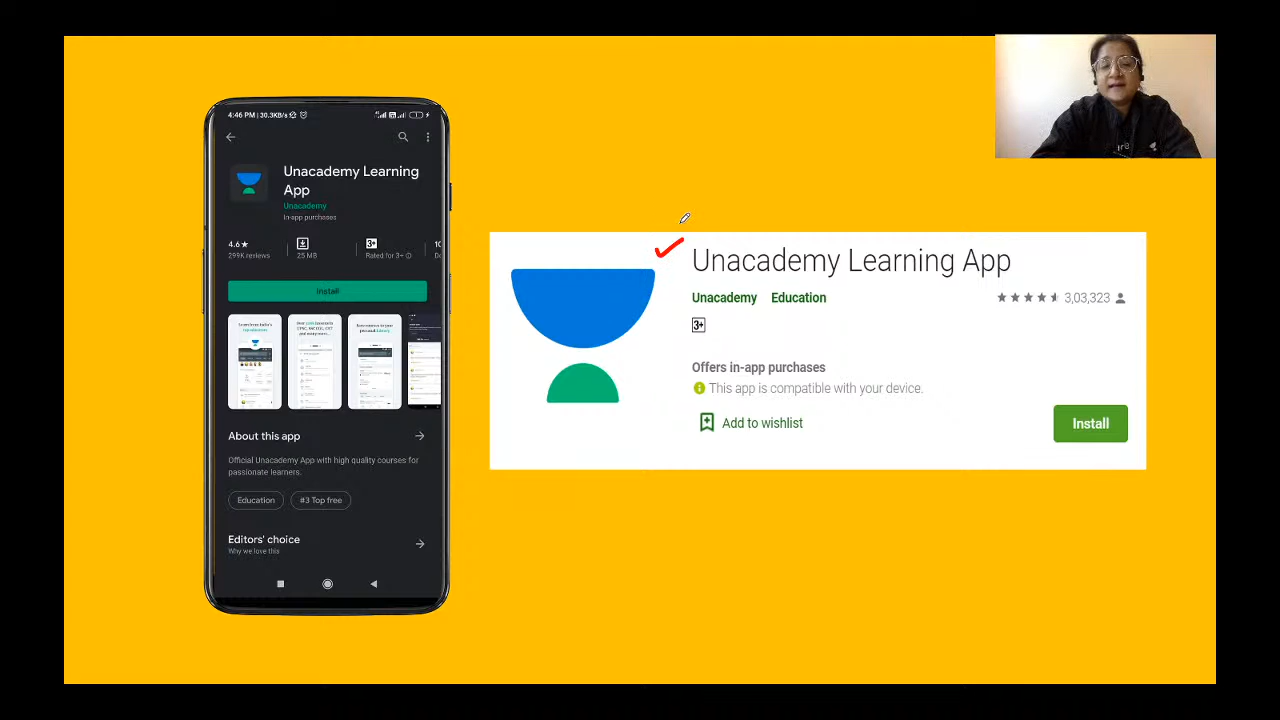 4:46 PM | 30.3KB/s
Unacademy Learning
App
Unacademy
In-app purchases
4.6★
299K reviews
25 MB
3+
Rated for 3+
10
Install
About this app
Official Unacademy App with high quality courses for
passionate learners.
Education
#3 Top free
Editors' choice
Why we love this
Unacademy Learning App
Unacademy Education
3,03,323
3+
Offers in-app purchases
This app is compatible with your device.
Add to wishlist
Install